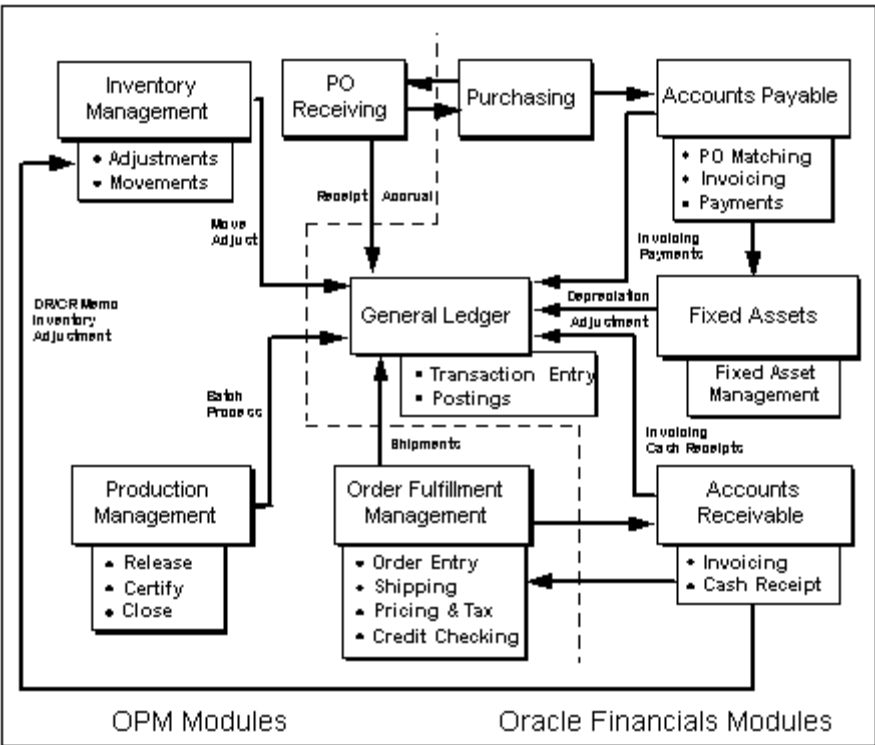 Inventory
Management
• Adjustments
• Movements
PO
Receiving
Purchasing
Accounts Payable
• PO Matching
• Invoicing
• Payments
Receipt Accrual
Move
Adjust
Invoicing
Payments
DR/CR Memo
Inventory
Adjustment
General Ledger
• Transaction Entry
• Postings
Depreciation
Adjustment
Fixed Assets
Fixed Asset
Management
Batch
Process
Shipments
Invoicing
Cash Receipts
Production
Management
• Release
• Certify
• Close
Order Fulfillment
Management
• Order Entry
• Shipping
• Pricing & Tax
• Credit Checking
Accounts
Receivable
• Invoicing
• Cash Receipt
OPM Modules
Oracle Financials Modules